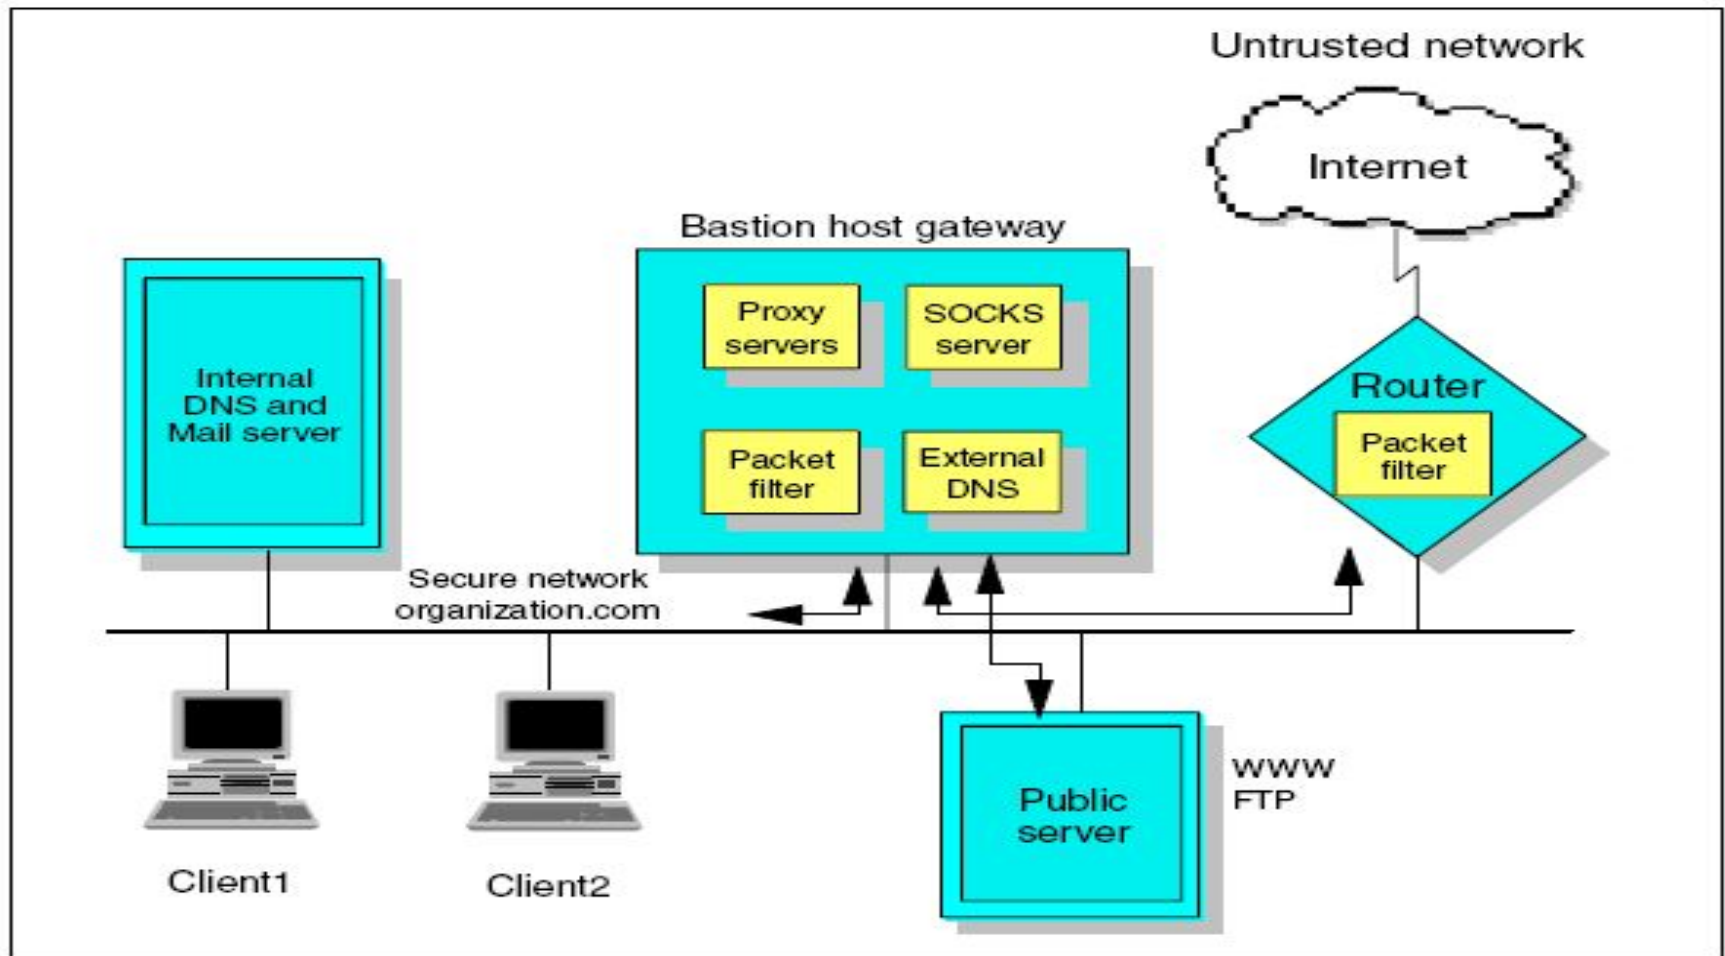 Untrusted network
Internet
Bastion host gateway
Proxy
servers
SOCKS
server
Packet
filter
External
DNS
Internal
DNS and
Mail server
Router
Packet
filter
Secure network
organization.com
Client1
Client2
Public
server
WWW
FTP